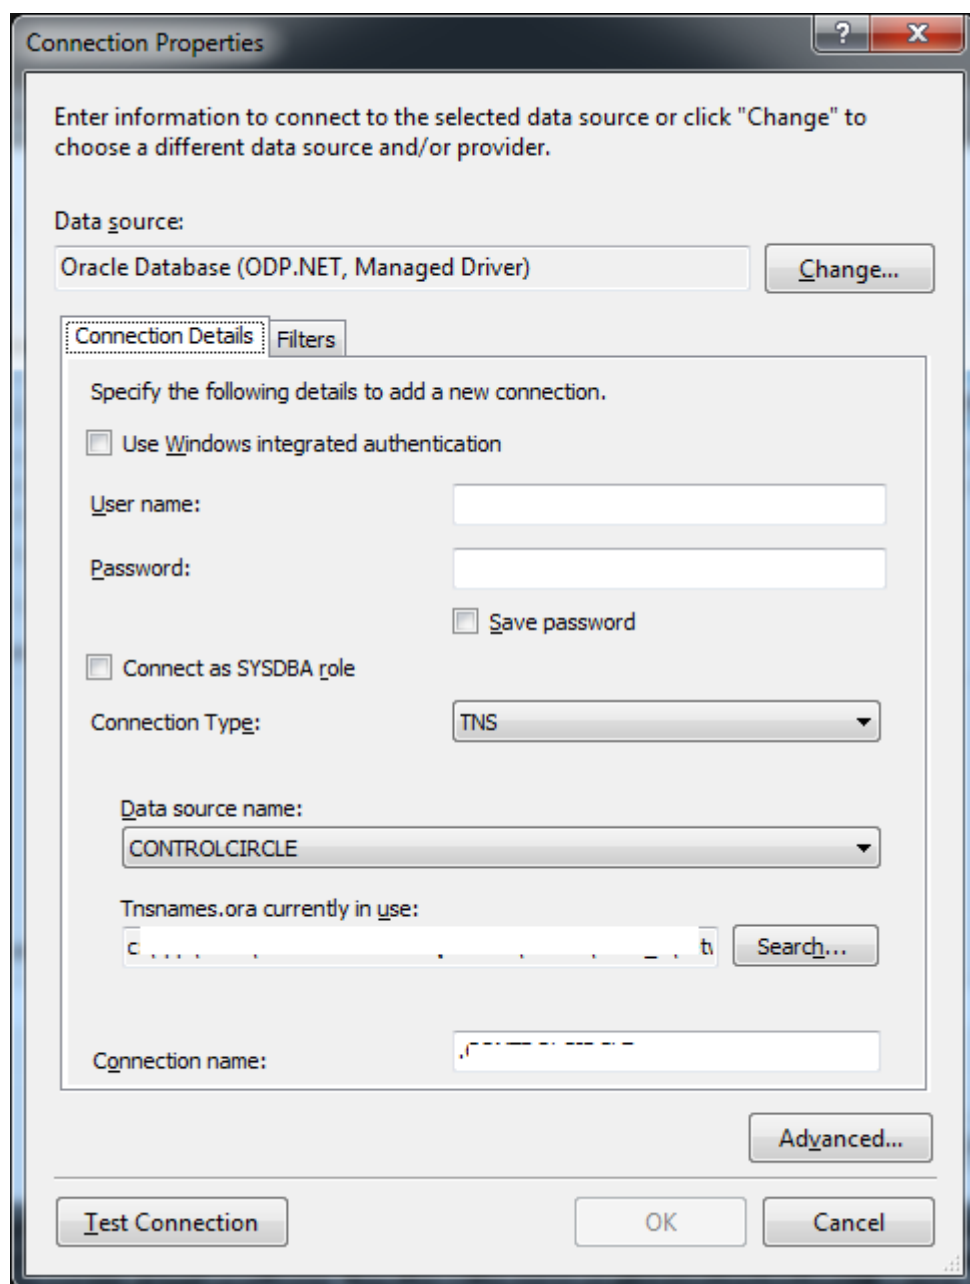 Connection Properties
?
Enter information to connect to the selected data source or click "Change" to
choose a different data source and/or provider.
Data source:
Oracle Database (ODP.NET, Managed Driver)
Change...
Connection Details
Filters
Specify the following details to add a new connection.
Use Windows integrated authentication
User name:
Password:
Save password
Connect as SYSDBA role
Connection Type:
TNS
Data source name:
CONTROLCIRCLE
Tnsnames.ora currently in use:
Search...
Connection name:
Advanced...
Test Connection
OK
Cancel